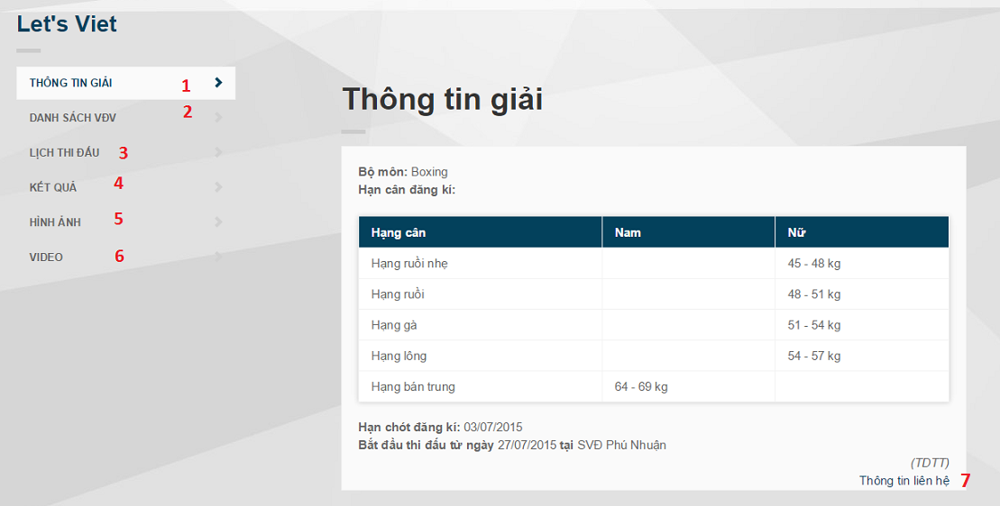 Let's Viet
THÔNG TIN GIẢI 1
DANH SÁCH VĐV 2
LỊCH THI ĐẤU 3
KẾT QUẢ 4
HÌNH ẢNH 5
VIDEO 6
Thông tin giải
Bộ môn: Boxing
Hạn cân đăng kí:
Hạng cân Nam Nữ
Hạng ruồi nhẹ 45 - 48 kg
Hạng ruồi 48 - 51 kg
Hạng gà 51 - 54 kg
Hạng lông 54 - 57 kg
Hạng bán trung 64 - 69 kg
Hạn chót đăng kí: 03/07/2015
Bắt đầu thi đấu từ ngày 27/07/2015 tại SVĐ Phú Nhuận
(TDTT)
Thông tin liên hệ 7